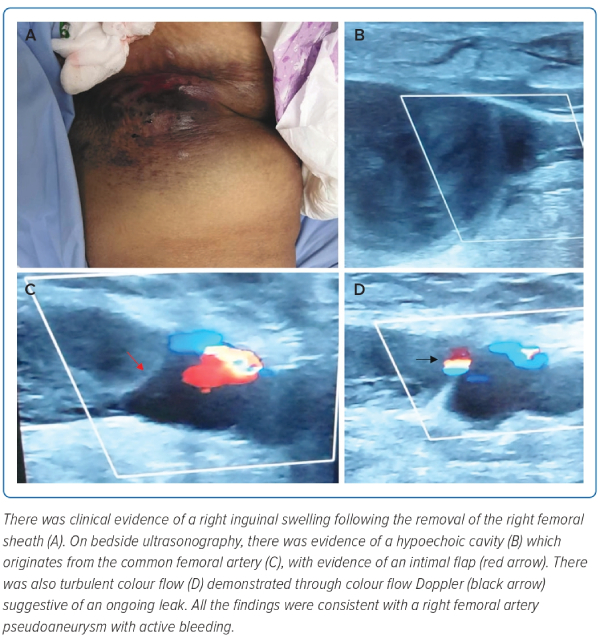 A
B
C
D
There was clinical evidence of a right inguinal swelling following the removal of the right femoral
sheath (A). On bedside ultrasonography, there was evidence of a hypoechoic cavity (B) which
originates from the common femoral artery (C), with evidence of an intimal flap (red arrow). There
was also turbulent colour flow (D) demonstrated through colour flow Doppler (black arrow)
suggestive of an ongoing leak. All the findings were consistent with a right femoral artery
pseudoaneurysm with active bleeding.